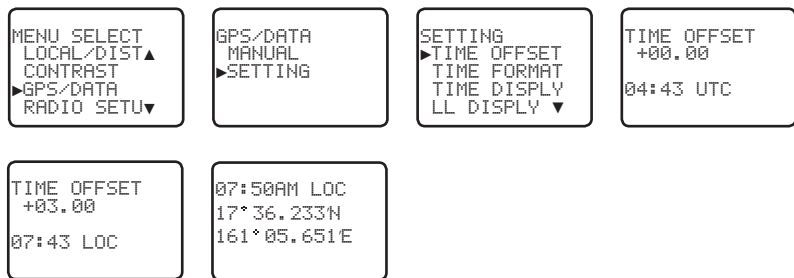 MENU SELECT
LOCAL/DIST▲
CONTRAST
►GPS/DATA
RADIO SETU▼
GPS/DATA
MANUAL
►SETTING
SETTING
►TIME OFFSET
TIME FORMAT
TIME DISPLAY
LL DISPLY ▼
TIME OFFSET
+00.00
04:43 UTC
TIME OFFSET
+03.00
07:43 LOC
07:50AM LOC
17°36.233'N
161°05.651'E